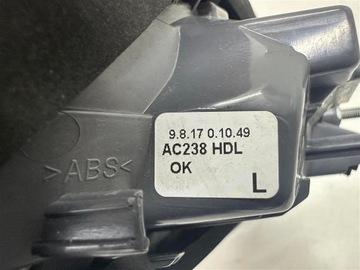 >ABS<
9.8.17 0.10.49
AC238 HDL
OK
L